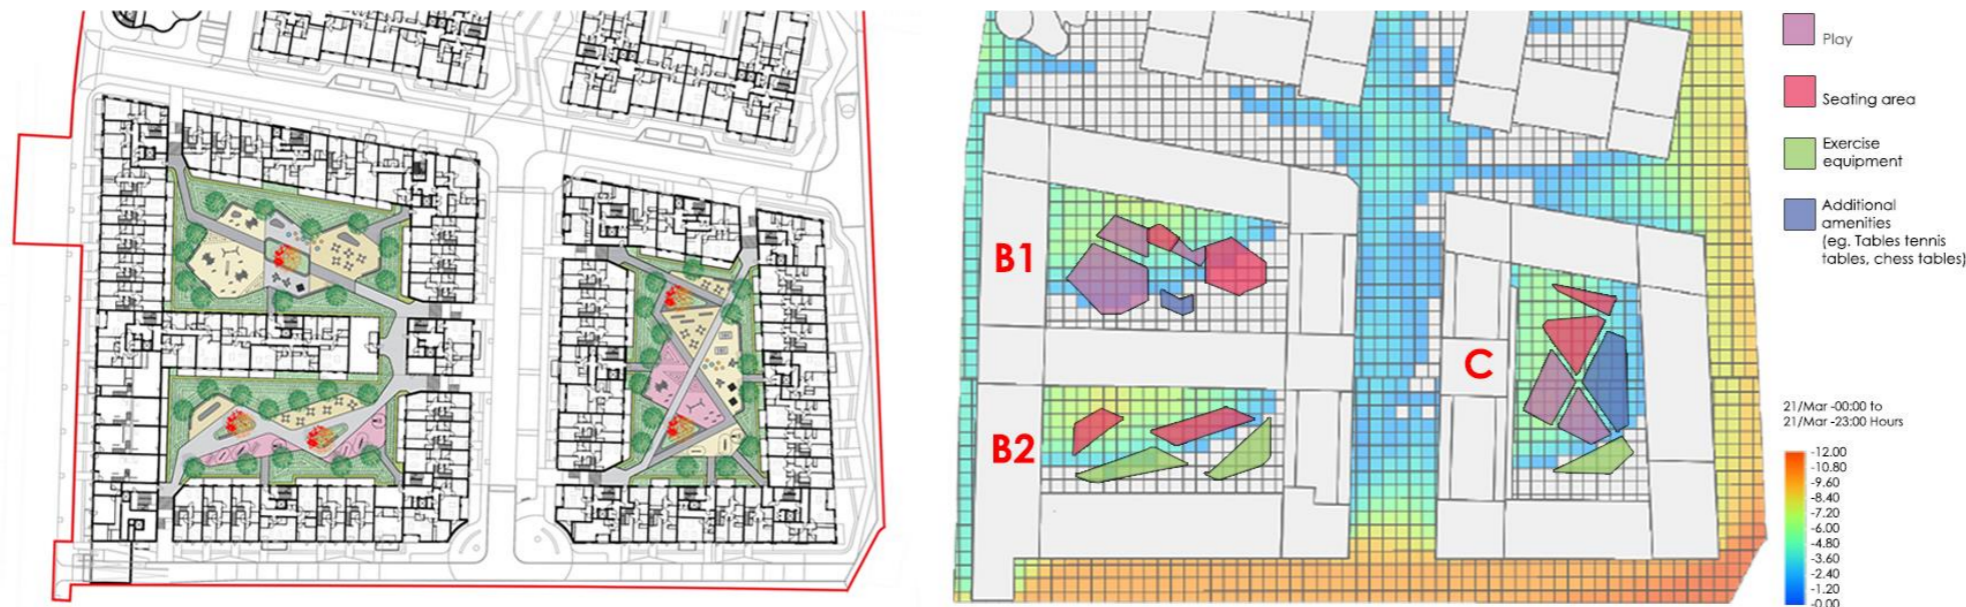 Play
Seating area
Exercise
equipment
Additional
amenities
(eg. Tables tennis
tables, chess tables)
B1
C
B2
21/Mar -00:00 to
21/Mar -23:00 Hours
-12.00
-10.80
-9.60
-8.40
-7.20
-6.00
-4.80
-3.60
-2.40
-1.20
-0.00